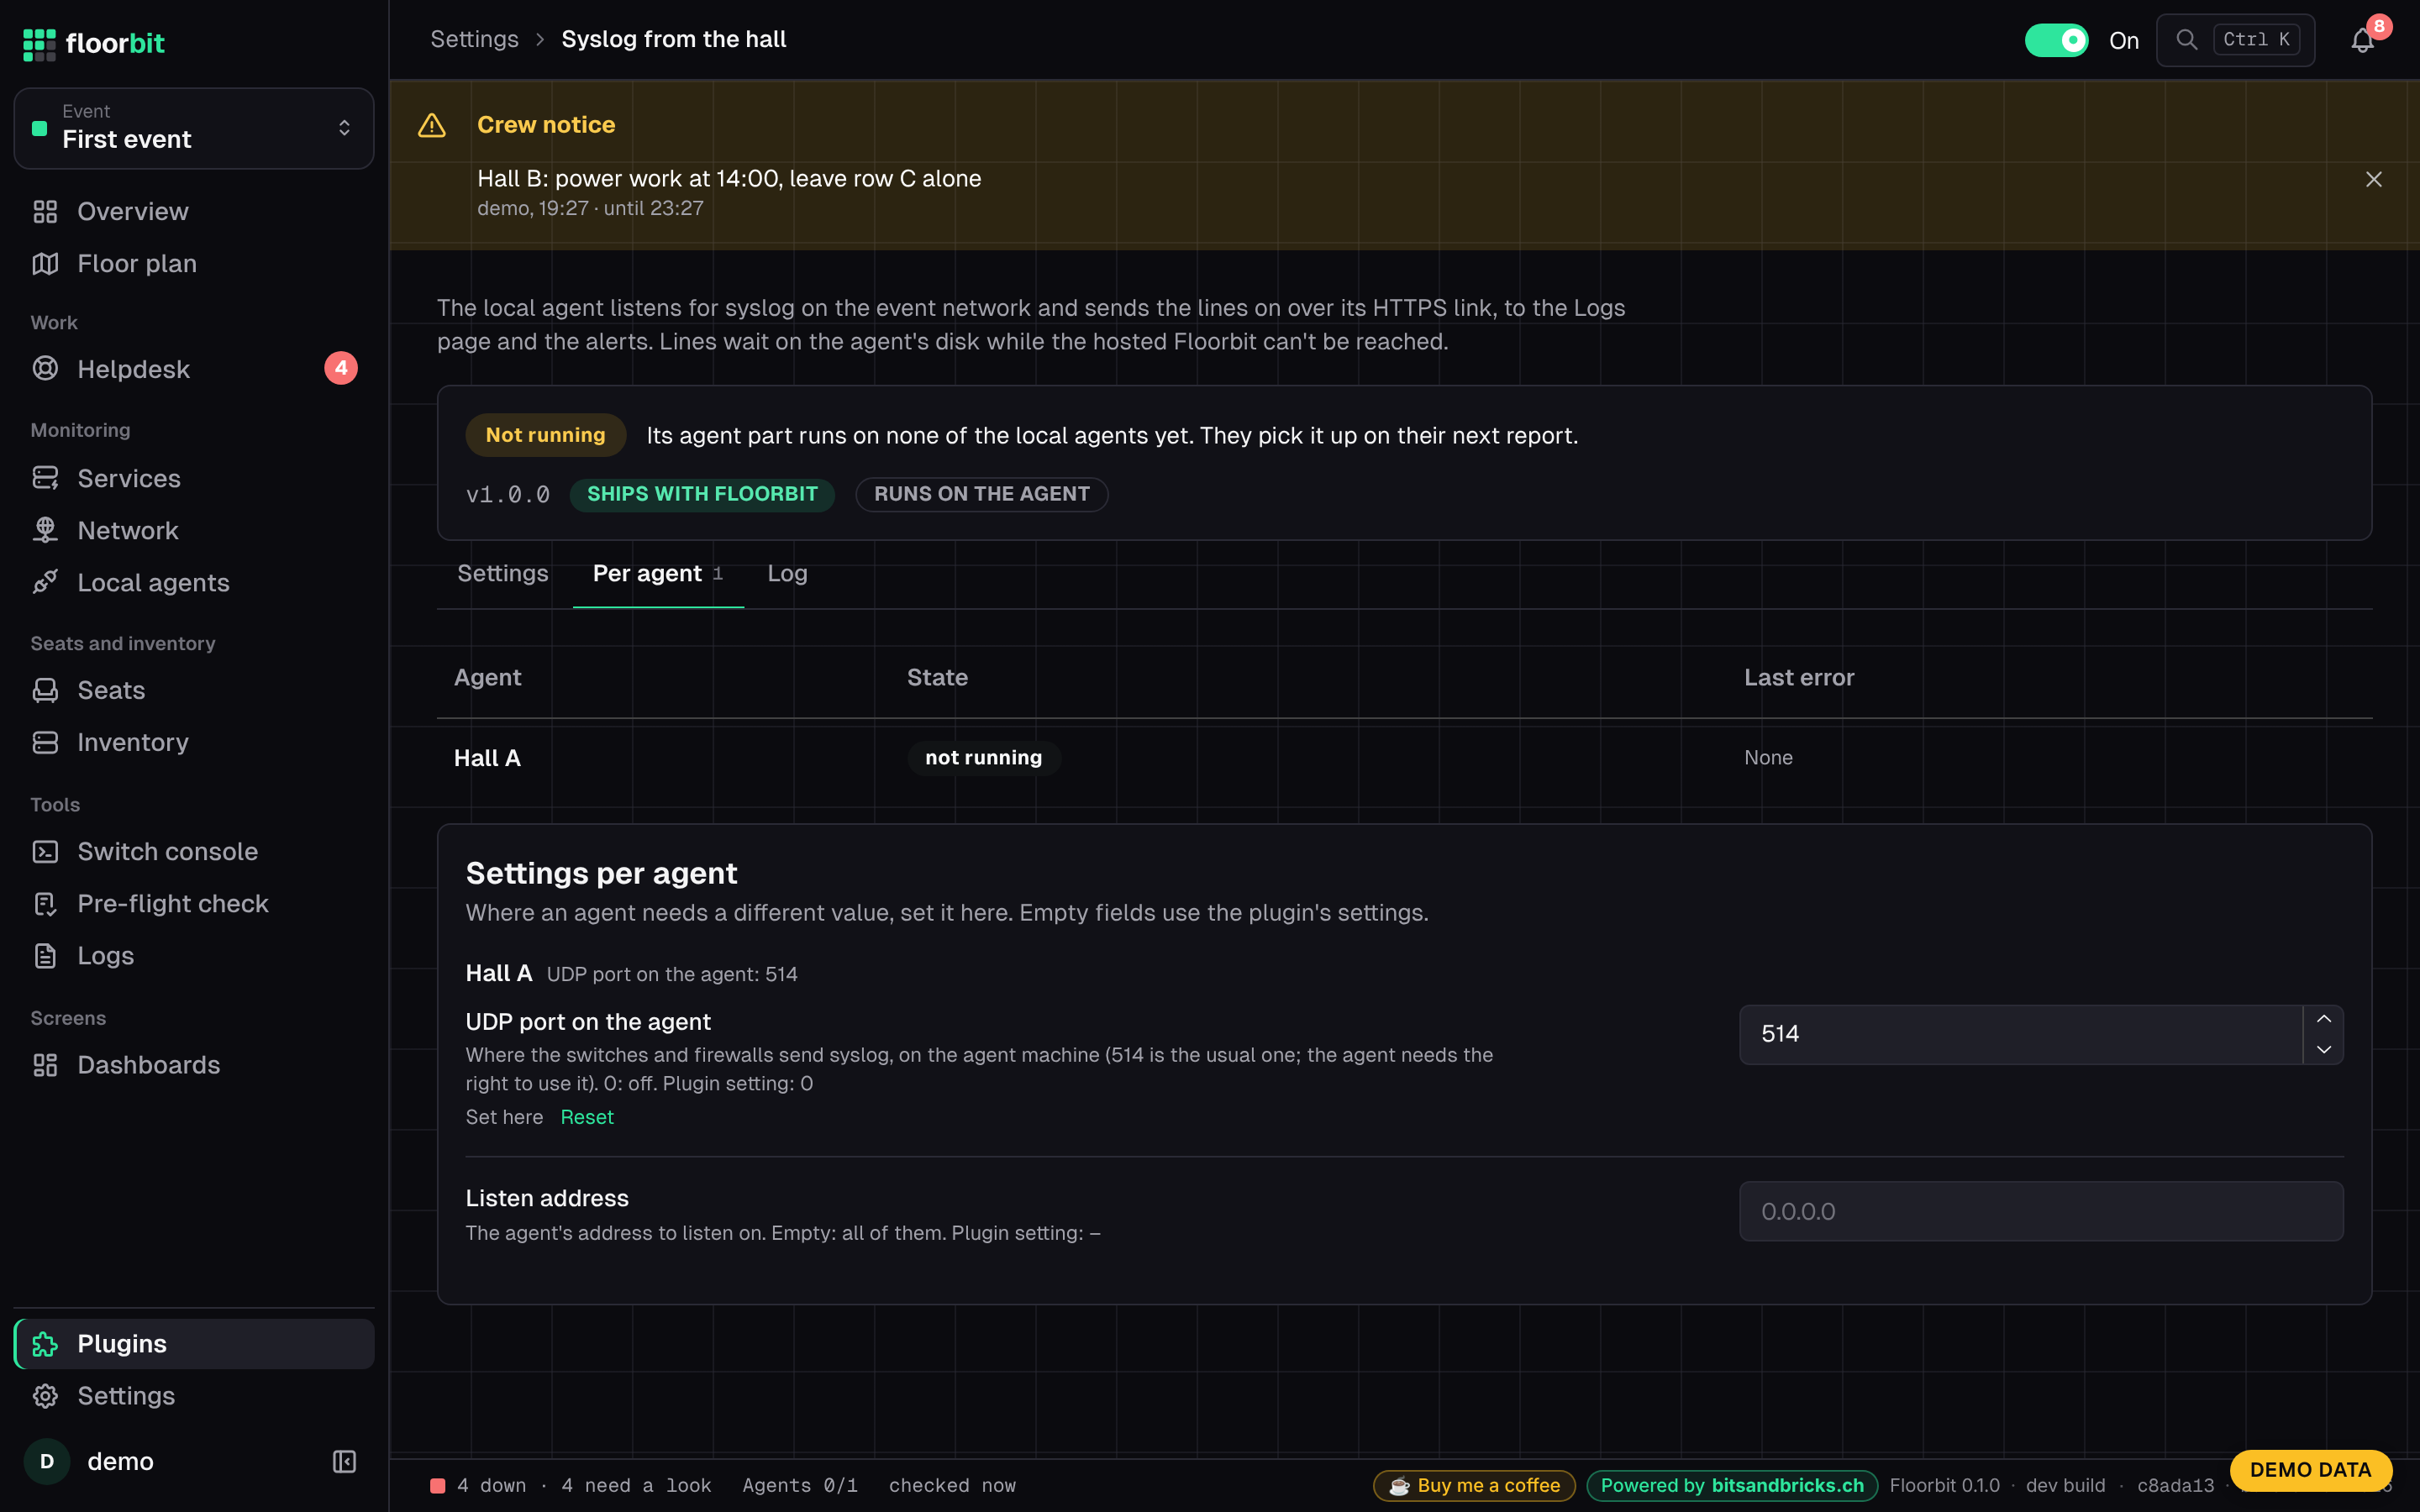 floorbit
Event
First event
Overview
Floor plan
Work
Helpdesk 4
Monitoring
Services
Network
Local agents
Seats and inventory
Seats
Inventory
Tools
Switch console
Pre-flight check
Logs
Screens
Dashboards
Plugins
Settings
D demo
Settings > Syslog from the hall
On
Ctrl K
8
Crew notice
Hall B: power work at 14:00, leave row C alone
demo, 19:27 · until 23:27
The local agent listens for syslog on the event network and sends the lines on over its HTTPS link, to the Logs
page and the alerts. Lines wait on the agent's disk while the hosted Floorbit can't be reached.
Not running Its agent part runs on none of the local agents yet. They pick it up on their next report.
v1.0.0 SHIPS WITH FLOORBIT RUNS ON THE AGENT
Settings Per agent 1 Log
Agent State Last error
Hall A not running None
Settings per agent
Where an agent needs a different value, set it here. Empty fields use the plugin's settings.
Hall A UDP port on the agent: 514
UDP port on the agent
514
Where the switches and firewalls send syslog, on the agent machine (514 is the usual one; the agent needs the
right to use it). 0: off. Plugin setting: 0
Set here Reset
Listen address
0.0.0.0
The agent's address to listen on. Empty: all of them. Plugin setting: –
4 down · 4 need a look Agents 0/1 checked now
☕ Buy me a coffee Powered by bitsandbricks.ch Floorbit 0.1.0 · dev build · c8ada13 ·
DEMO DATA